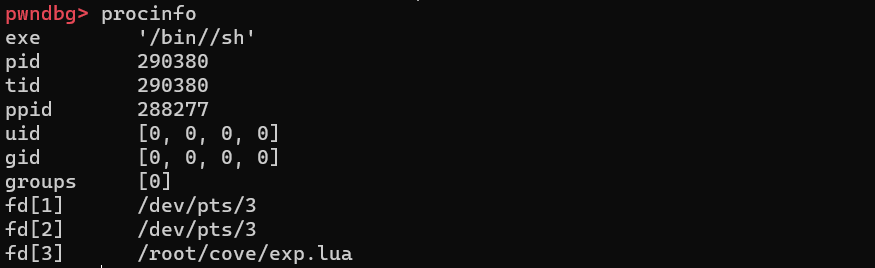 pwndbg> procinfo
exe        '/bin//sh'
pid        290380
tid        290380
ppid       288277
uid        [0, 0, 0, 0]
gid        [0, 0, 0, 0]
groups     [0]
fd[1]      /dev/pts/3
fd[2]      /dev/pts/3
fd[3]      /root/cove/exp.lua